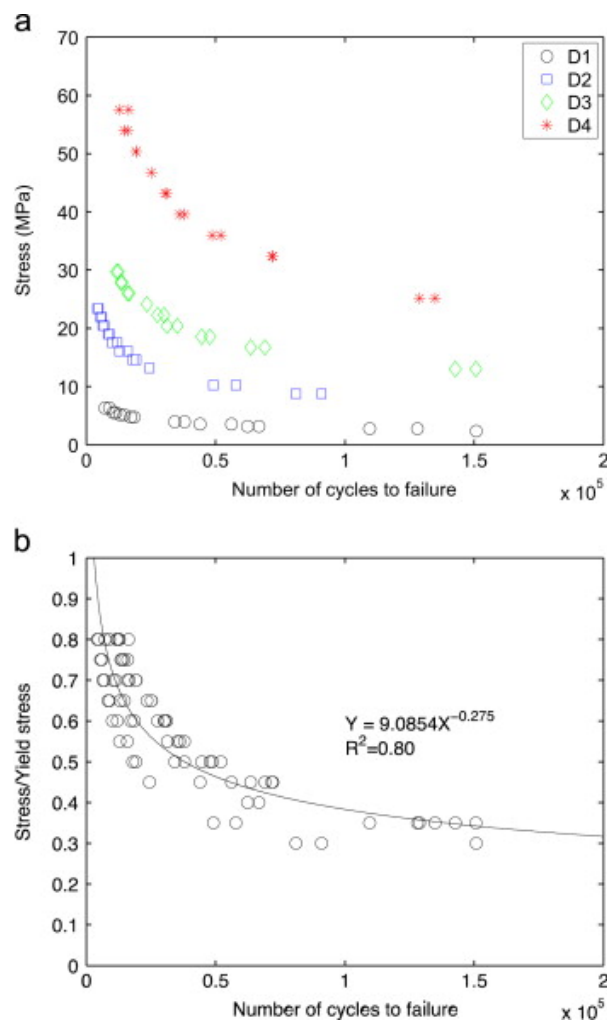 a
70
60
50
40
30
20
10
0
Stress (MPa)
D1
D2
D3
D4
0
0.5
1
1.5
2
Number of cycles to failure
x 10^5
b
1
0.9
0.8
0.7
0.6
0.5
0.4
0.3
0.2
0.1
0
Stress/Yield stress
Y = 9.0854X^−0.275
R^2=0.80
0
0.5
1
1.5
2
Number of cycles to failure
x 10^5